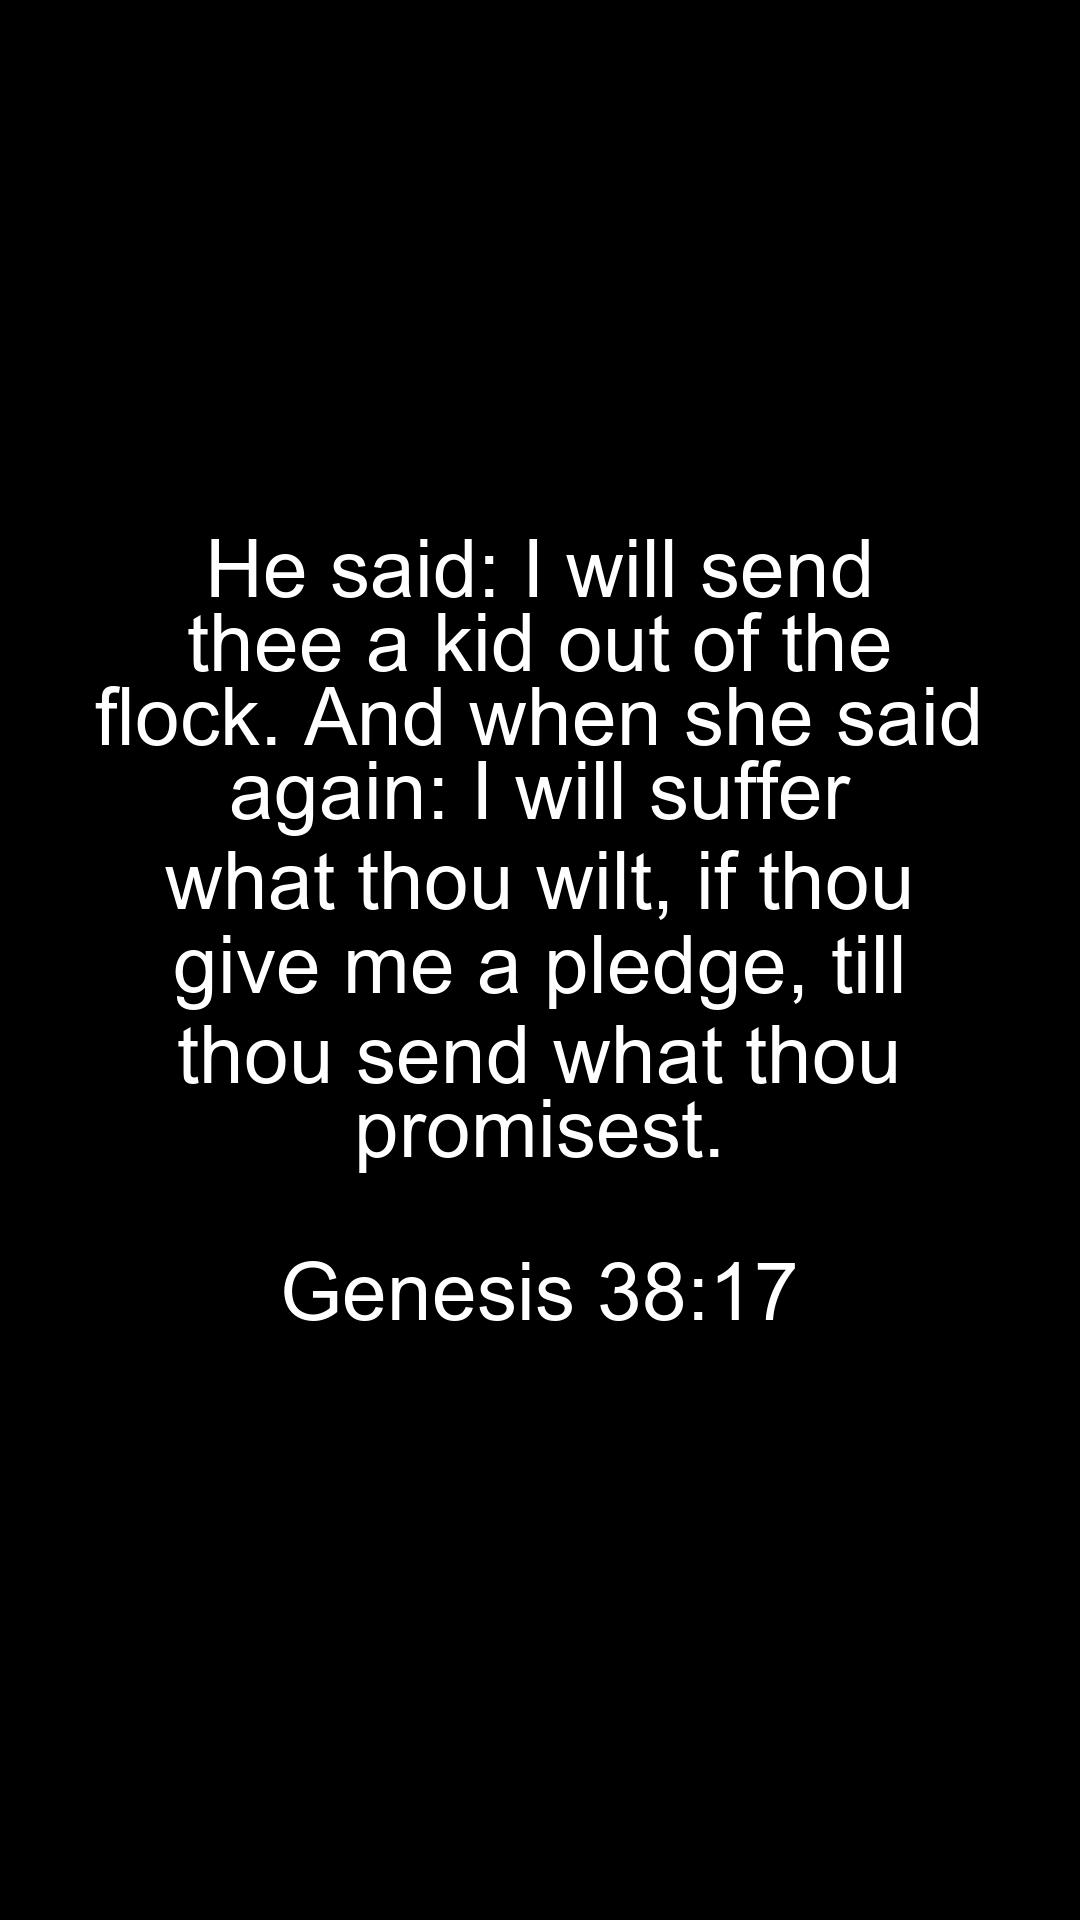 He said: I will send
thee a kid out of the
flock. And when she said
again: I will suffer
what thou wilt, if thou
give me a pledge, till
thou send what thou
promisest.
Genesis 38:17